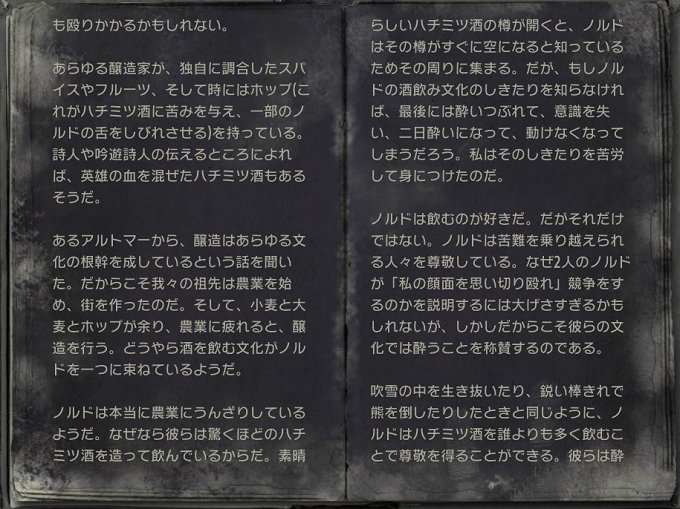 も殴りかかるかもしれない。
あらゆる醸造家が、独自に調合したスパ
イスやフルーツ、そして時にはホップ(こ
れがハチミツ酒に苦みを与え、一部のノ
ルドの舌をしびれさせる)を持っている。
詩人や吟遊詩人の伝えるところによれ
ば、英雄の血を混ぜたハチミツ酒もある
そうだ。
あるアルトマーから、醸造はあらゆる文
化の根幹を成しているという話を聞い
た。だからこそ我々の祖先は農業を始
め、街を作ったのだ。そして、小麦と大
麦とホップが余り、農業に疲れると、醸
造を行う。どうやら酒を飲む文化がノル
ドを一つに束ねているようだ。
ノルドは本当に農業にうんざりしている
ようだ。なぜなら彼らは驚くほどのハチ
ミツ酒を造って飲んでいるからだ。素晴
らしいハチミツ酒の樽が開くと、ノルド
はその樽がすぐに空になると知っている
ためその周りに集まる。だが、もしノル
ドの酒飲み文化のしきたりを知らなけれ
ば、最後には酔いつぶれて、意識を失
い、二日酔いになって、動けなくなって
しまうだろう。私はそのしきたりを苦労
して身につけたのだ。
ノルドは飲むのが好きだ。だがそれだけ
ではない。ノルドは苦難を乗り越えられ
る人々を尊敬している。なぜ2人のノルド
が「私の顔面を思い切り殴れ」競争をす
るのかを説明するには大げさすぎるかも
しれないが、しかしだからこそ彼らの文
化では酔うことを称賛するのである。
吹雪の中を生き抜いたり、鋭い棒きれで
熊を倒したりしたときと同じように、ノ
ルドはハチミツ酒を誰よりも多く飲むこ
とで尊敬を得ることができる。彼らは酔